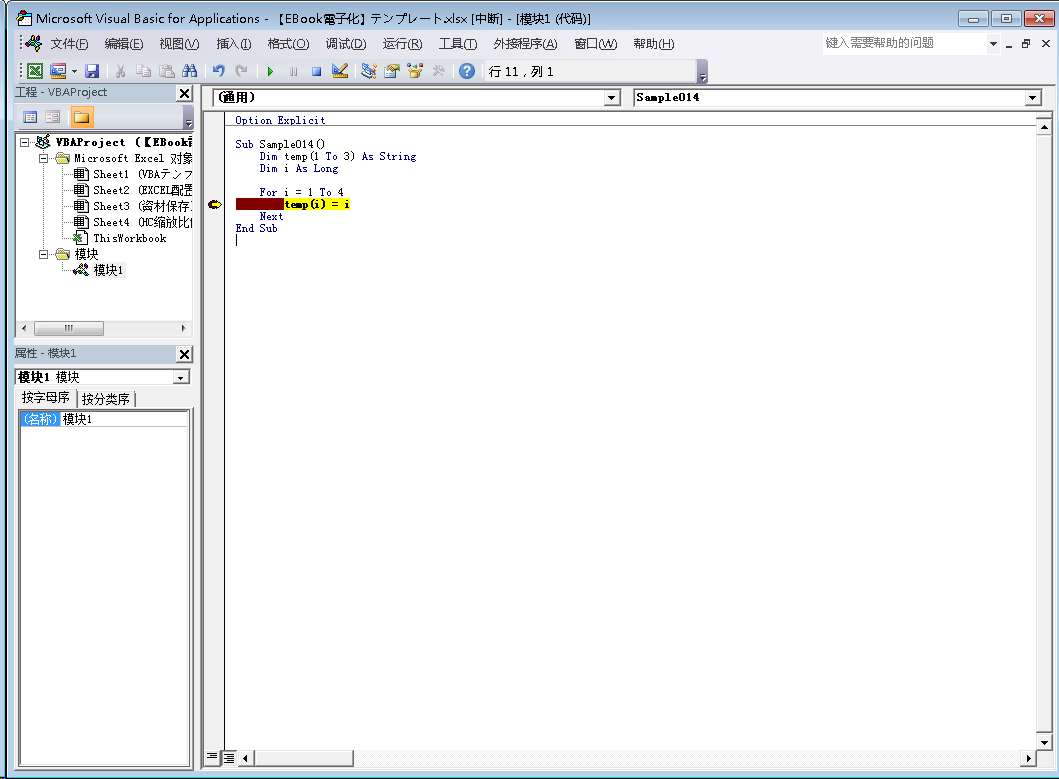 Microsoft Visual Basic for Applications - 【EBook電子化】テンプレート.xlsx [中断] - [模块1 (代码)]
文件(F) 编辑(E) 视图(V) 插入(I) 格式(O) 调试(D) 运行(R) 工具(T) 外接程序(A) 窗口(W) 帮助(H) 键入需要帮助的问题
行 11 , 列 1
工程 - VBAProject
VBAProject (【EBook
Microsoft Excel 对象
Sheet1 (VBAテンプ
Sheet2 (EXCEL配置
Sheet3 (資材保存
Sheet4 (HC缩放比
ThisWorkbook
模块
模块1
属性 - 模块1
模块1 模块
按字母序 按分类序
(名称) 模块1
(通用) Sample014
Option Explicit
Sub Sample014()
Dim temp(1 To 3) As String
Dim i As Long
For i = 1 To 4
temp(i) = i
Next
End Sub